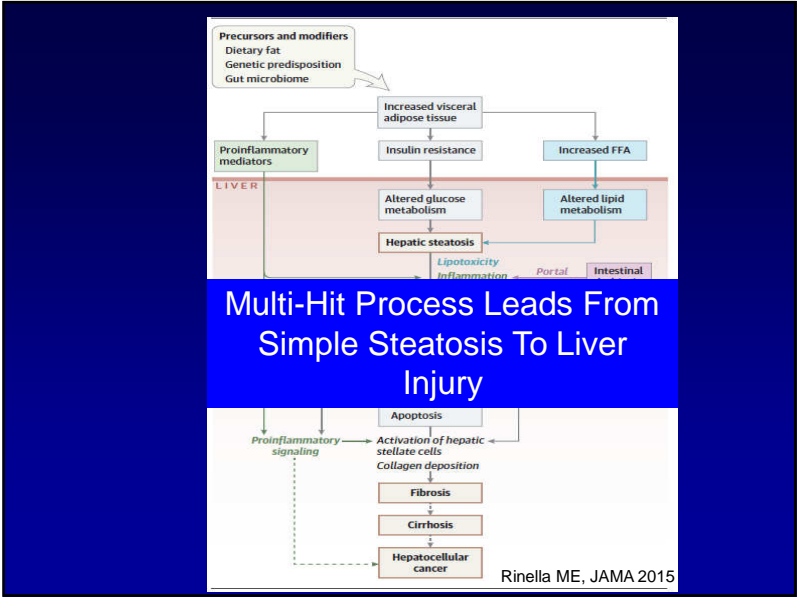 Precursors and modifiers
Dietary fat
Genetic predisposition
Gut microbiome
Increased visceral
adipose tissue
Proinflammatory
mediators
Insulin resistance
Increased FFA
LIVER
Altered glucose
metabolism
Altered lipid
metabolism
Hepatic steatosis
Lipotoxicity
Inflammation
Portal
Intestinal
Multi-Hit Process Leads From
Simple Steatosis To Liver
Injury
Apoptosis
Proinflammatory
signaling
Activation of hepatic
stellate cells
Collagen deposition
Fibrosis
Cirrhosis
Hepatocellular
cancer
Rinella ME, JAMA 2015